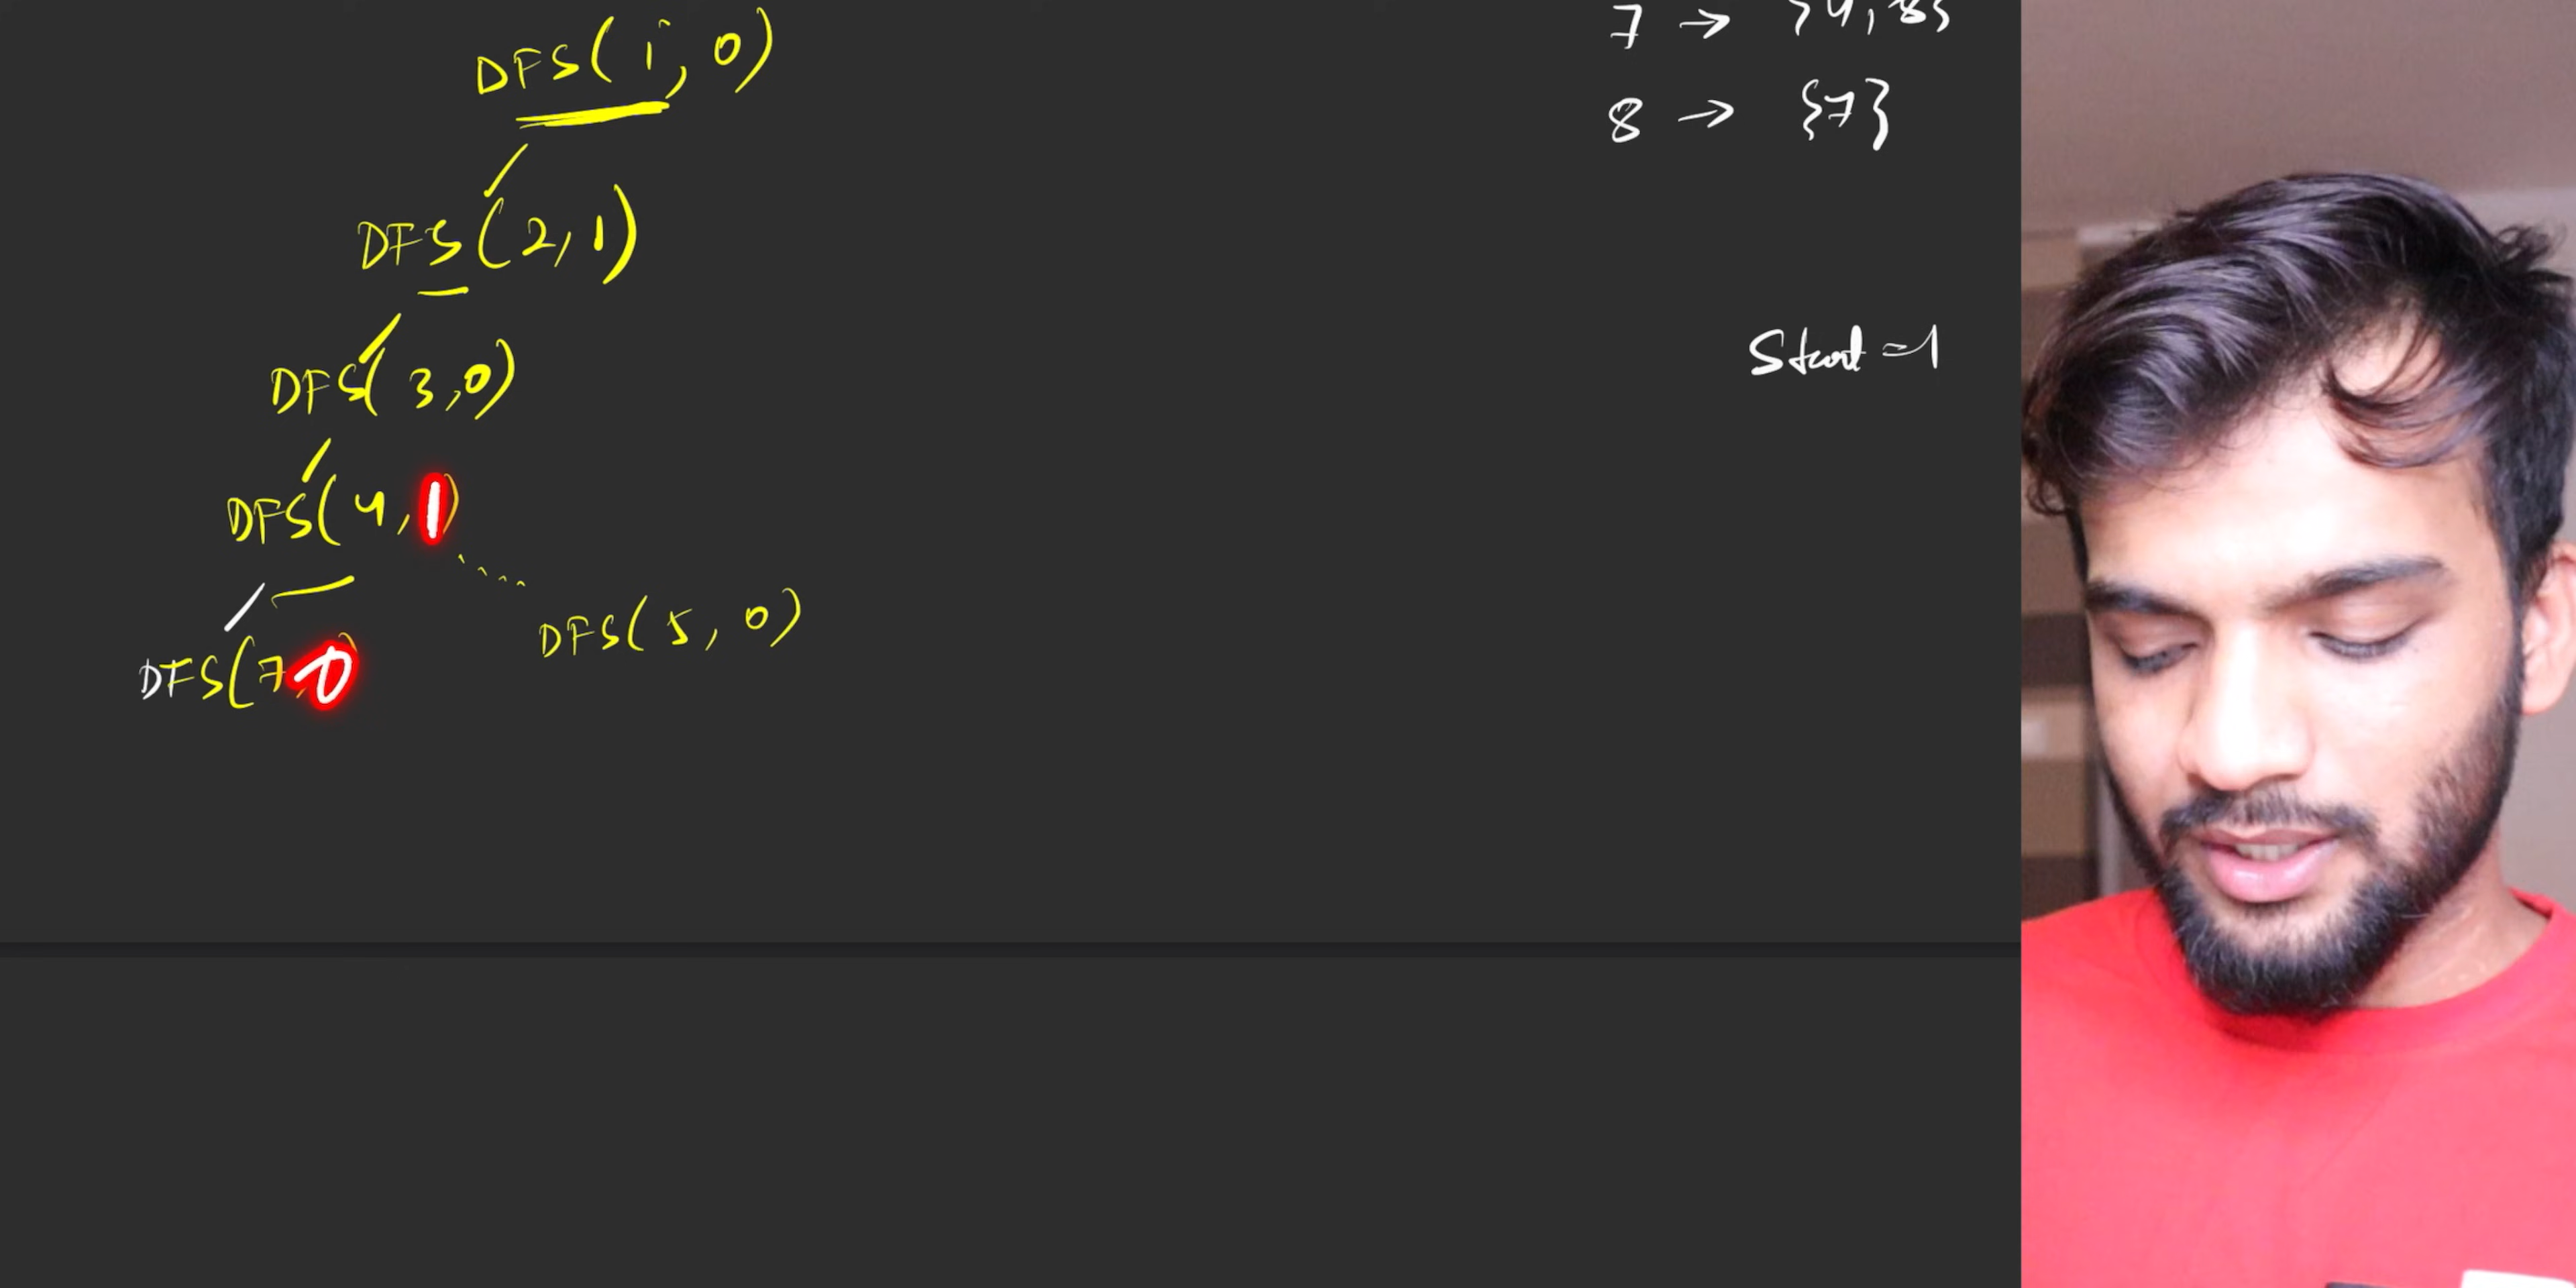 DFS(1, 0)
DFS(2, 1)
DFS(3, 0)
DFS(4, 1)
DFS(5, 0)
DFS(7, 0)
7 → {4, 8}
8 → {7}
Start = 1